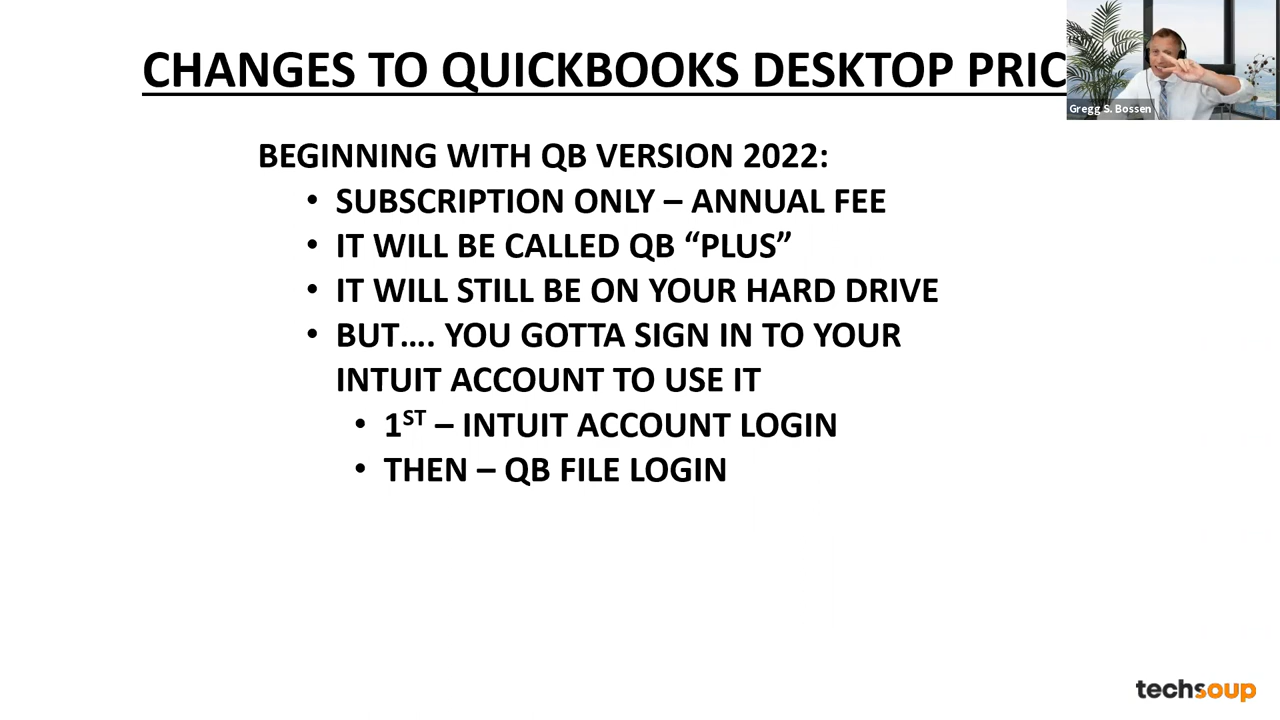 CHANGES TO QUICKBOOKS DESKTOP PRIC
Gregg S. Bossen
BEGINNING WITH QB VERSION 2022:
• SUBSCRIPTION ONLY – ANNUAL FEE
• IT WILL BE CALLED QB “PLUS”
• IT WILL STILL BE ON YOUR HARD DRIVE
• BUT…. YOU GOTTA SIGN IN TO YOUR
INTUIT ACCOUNT TO USE IT
• 1ST – INTUIT ACCOUNT LOGIN
• THEN – QB FILE LOGIN
techsoup